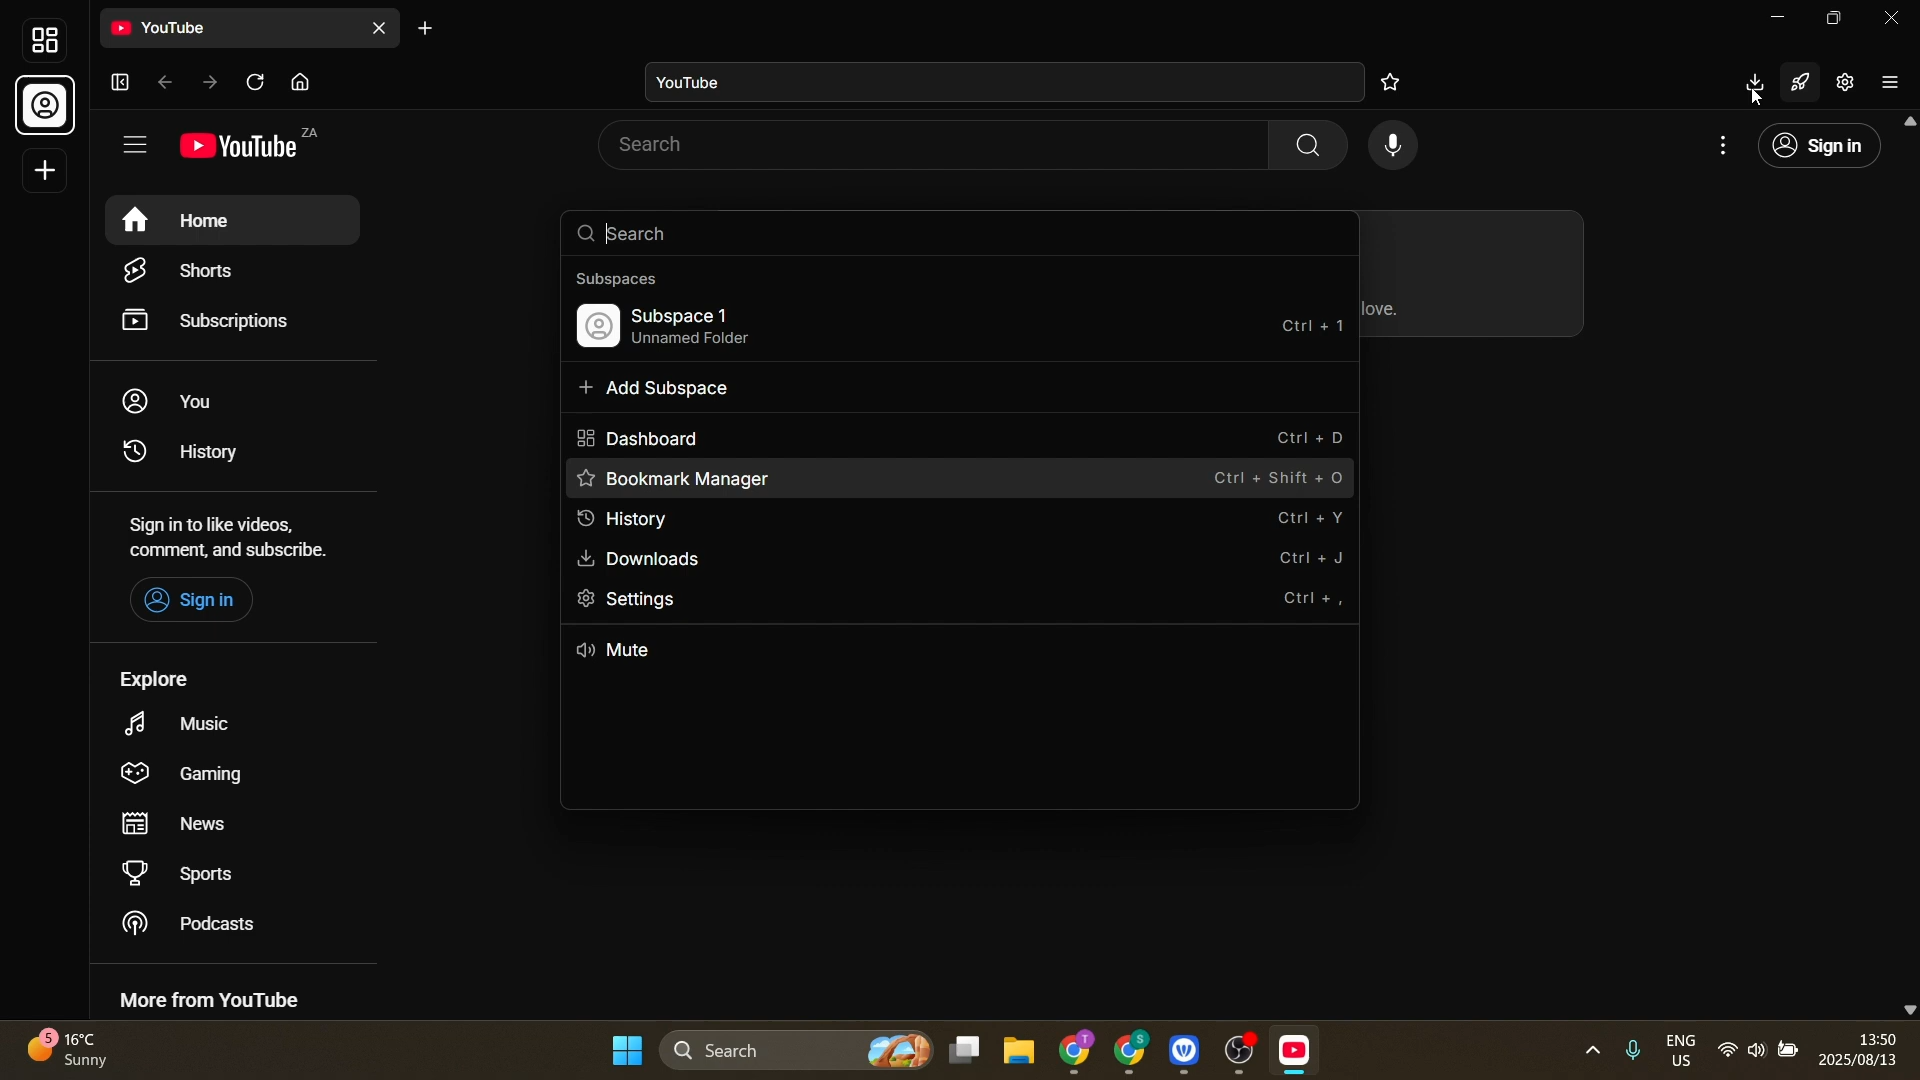 YouTube
YouTube
YouTube ZA
Search
Sign in
Home
Shorts
Subscriptions
You
History
Sign in to like videos,
comment, and subscribe.
Sign in
Explore
Music
Gaming
News
Sports
Podcasts
More from YouTube
Search
Subspaces
Subspace 1
Unnamed Folder
Ctrl + 1
love.
Add Subspace
Dashboard Ctrl + D
Bookmark Manager Ctrl + Shift + O
History Ctrl + Y
Downloads Ctrl + J
Settings Ctrl + ,
Mute
5
16°C
Sunny
Search
T
S
ENG
US
13:50
2025/08/13